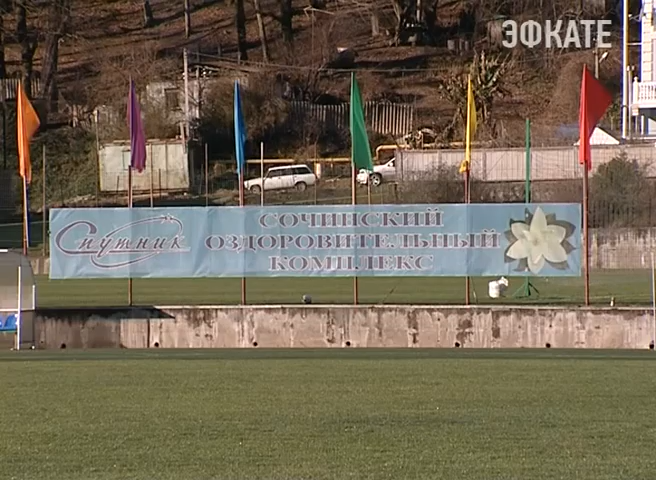 ЭФКАТЕ
Спутник
СОЧИНСКИЙ
ОЗДОРОВИТЕЛЬНЫЙ
КОМПЛЕКС